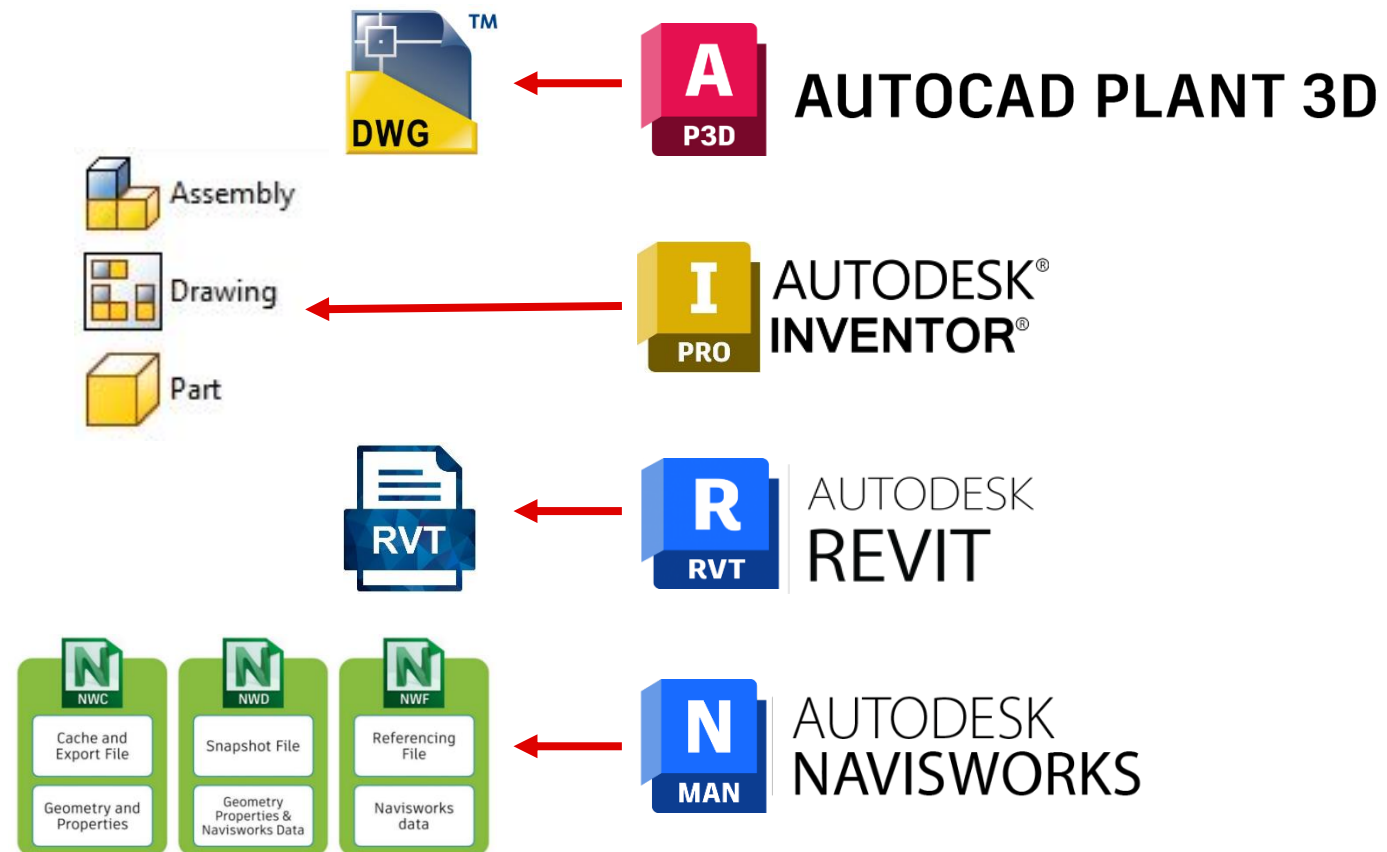 DWG
TM
A
P3D
AUTOCAD PLANT 3D
Assembly
Drawing
Part
I
PRO
AUTODESK®
INVENTOR®
RVT
R
RVT
AUTODESK
REVIT
N
NWC
Cache and
Export File
Geometry and
Properties
N
NWD
Snapshot File
Geometry
Properties &
Navisworks Data
N
NWF
Referencing
File
Navisworks
data
N
MAN
AUTODESK
NAVISWORKS